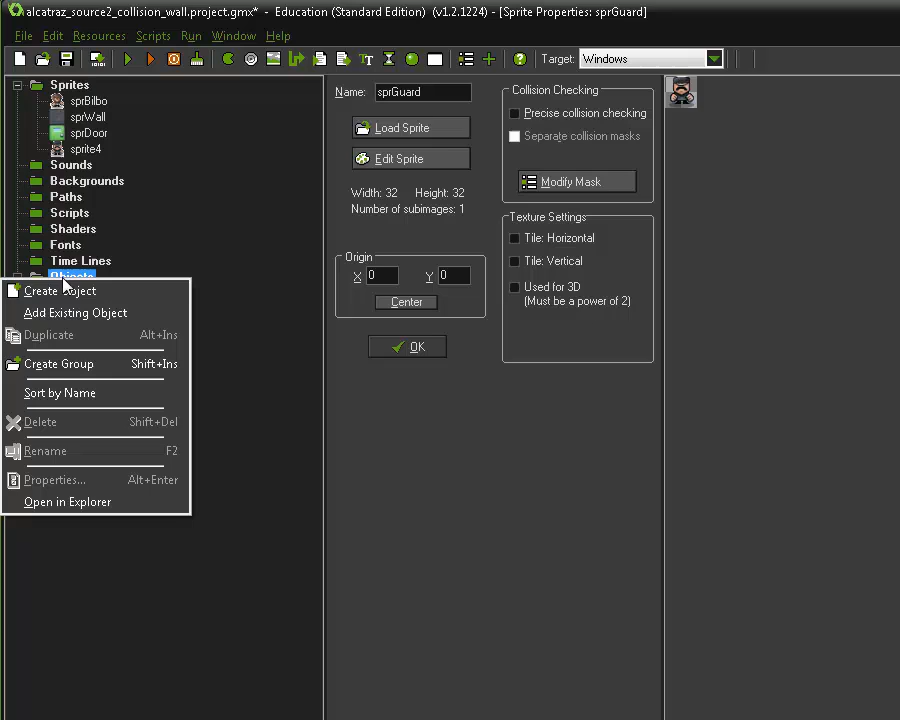 alcatraz_source2_collision_wall.project.gmx* - Education (Standard Edition) (v1.2.1224) - [Sprite Properties: sprGuard]
File Edit Resources Scripts Run Window Help
Target: Windows
Sprites
sprBilbo
sprWall
sprDoor
sprite4
Sounds
Backgrounds
Paths
Scripts
Shaders
Fonts
Time Lines
Objects
Create Object
Add Existing Object
Duplicate Alt+Ins
Create Group Shift+Ins
Sort by Name
Delete Shift+Del
Rename F2
Properties... Alt+Enter
Open in Explorer
Name: sprGuard
Load Sprite
Edit Sprite
Width: 32 Height: 32
Number of subimages: 1
Origin
X 0 Y 0
Center
OK
Collision Checking
Precise collision checking
Separate collision masks
Modify Mask
Texture Settings
Tile: Horizontal
Tile: Vertical
Used for 3D
(Must be a power of 2)